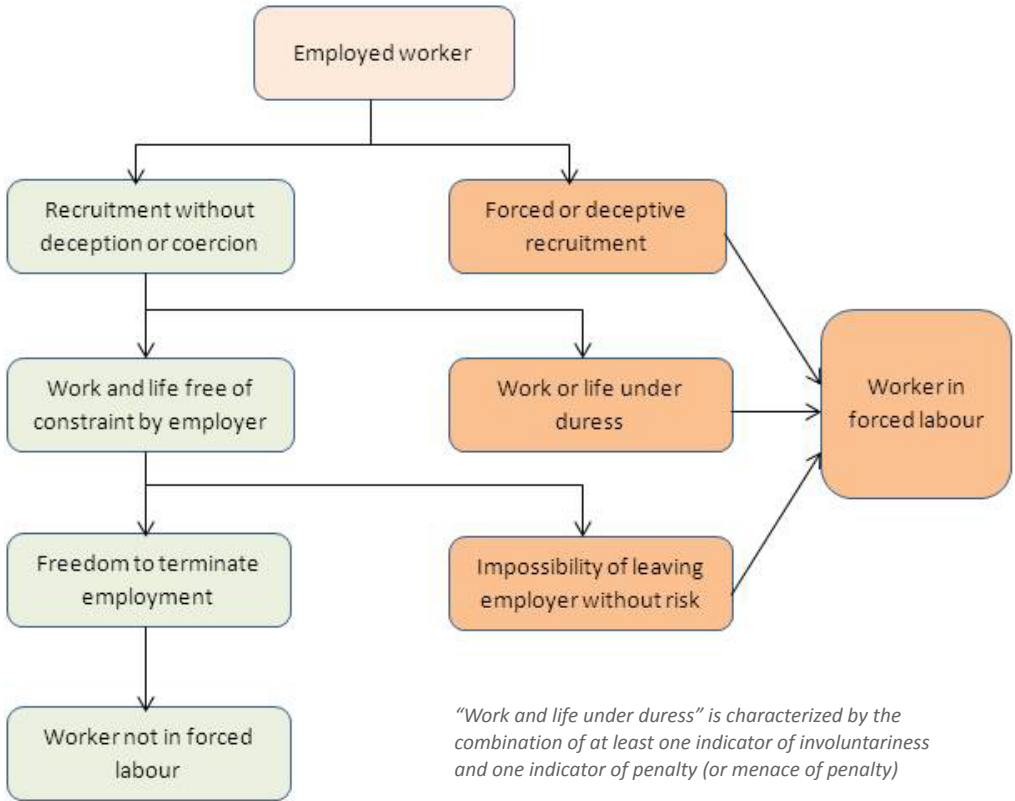 Employed worker
Recruitment without
deception or coercion
Forced or deceptive
recruitment
Work and life free of
constraint by employer
Work or life under
duress
Worker in
forced labour
Freedom to terminate
employment
Impossibility of leaving
employer without risk
Worker not in forced
labour
“Work and life under duress” is characterized by the
combination of at least one indicator of involuntariness
and one indicator of penalty (or menace of penalty)